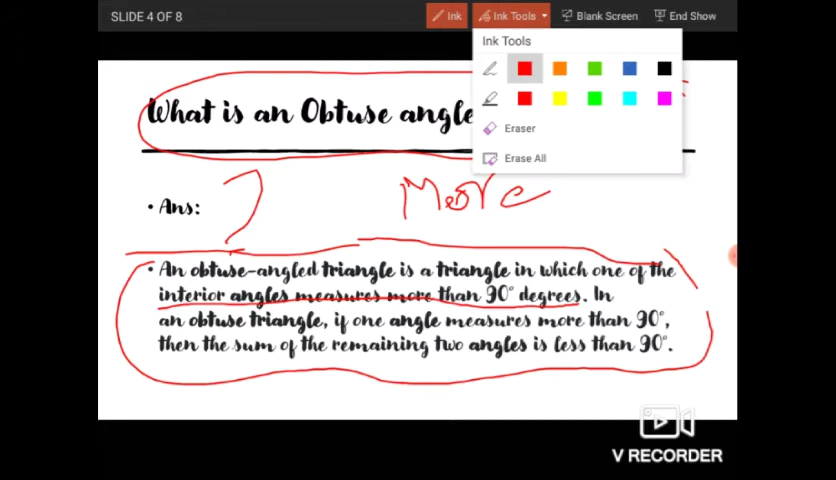 SLIDE 4 OF 8
Ink
Ink Tools
Blank Screen
End Show
Ink Tools
Eraser
Erase All
What is an Obtuse angle
• Ans:
More
• An obtuse-angled triangle is a triangle in which one of the
interior angles measures more than 90° degrees. In
an obtuse triangle, if one angle measures more than 90°,
then the sum of the remaining two angles is less than 90°.
V RECORDER